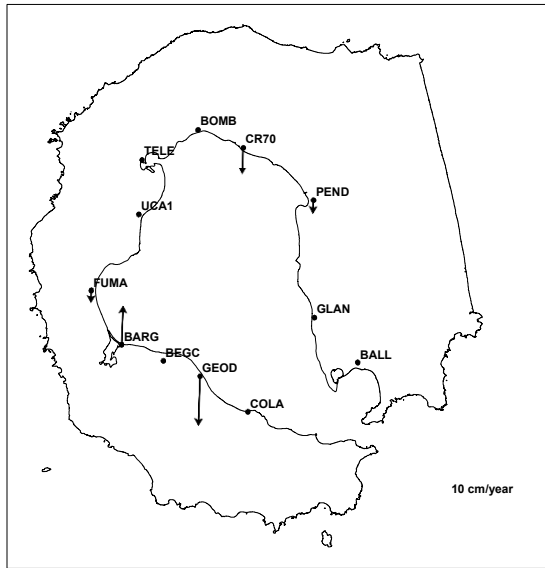 BOMB
CR70
TELE
PEND
UCA1
FUMA
GLAN
BARG
BEGC
BALL
GEOD
COLA
10 cm/year